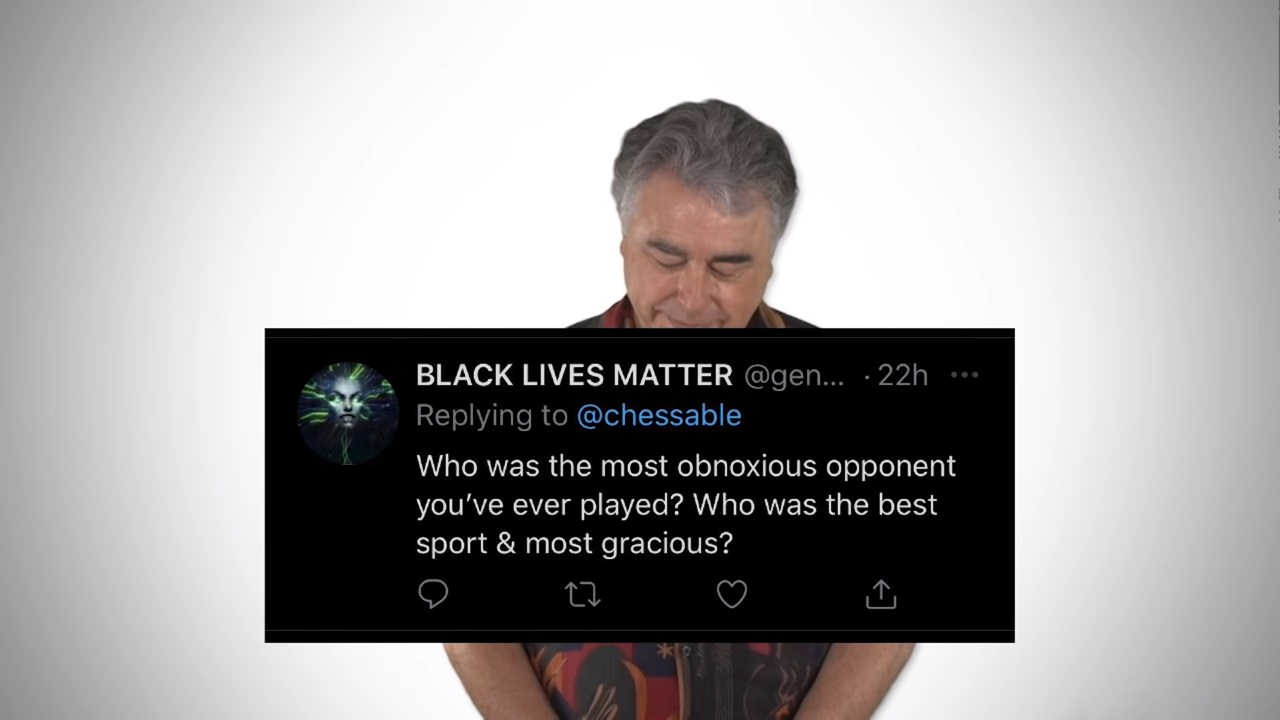 BLACK LIVES MATTER @gen... · 22h
Replying to @chessable
Who was the most obnoxious opponent
you’ve ever played? Who was the best
sport & most gracious?